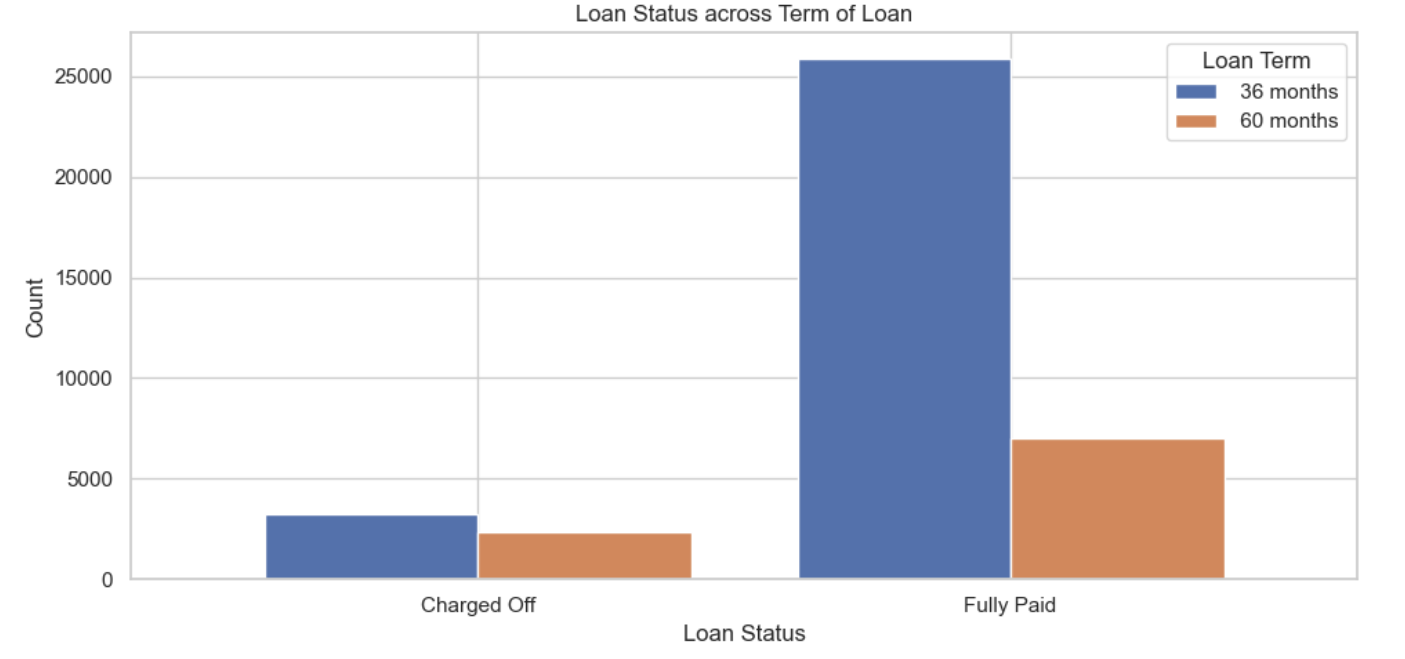 Loan Status across Term of Loan
Loan Term
36 months
60 months
25000
20000
15000
10000
5000
0
Count
Charged Off
Fully Paid
Loan Status